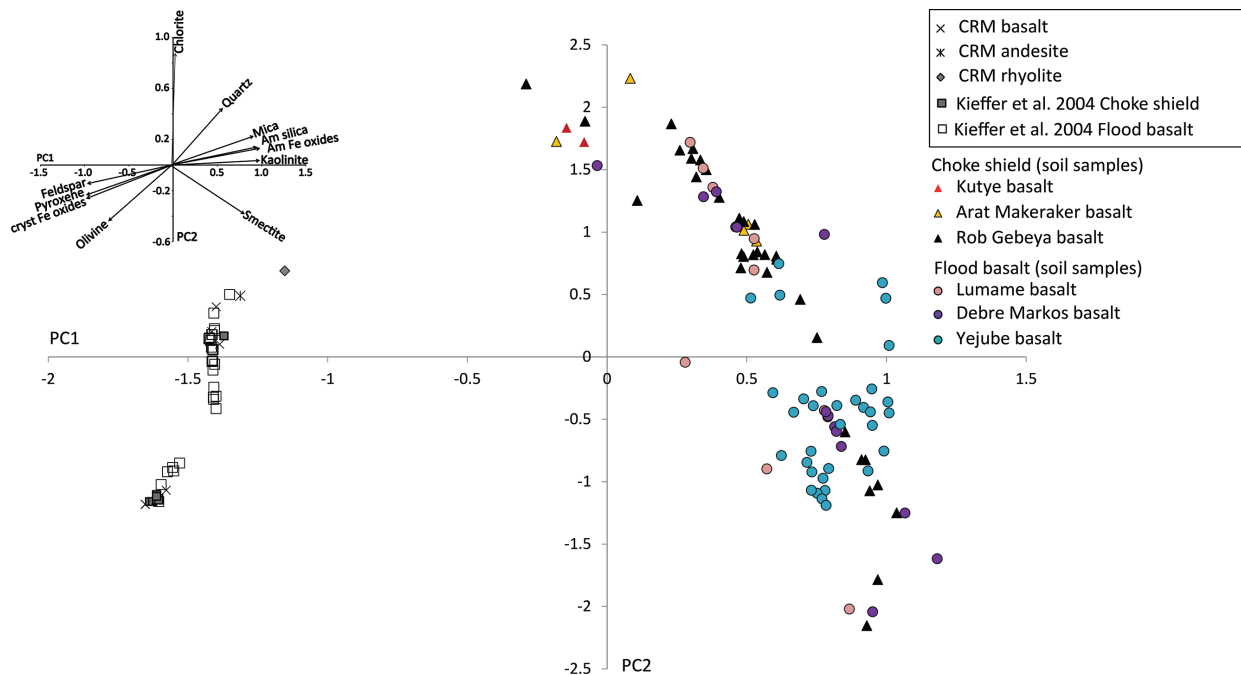 1.0
0.8
0.6
0.2
0.0
0.2
-0.6
PC1
PC2
-1.5
-1.0
-0.5
0.5
1.0
1.5
Chlorite
Quartz
Mica
Am silica
Am Fe oxides
Kaolinite
Feldspar
Pyroxene
cryst Fe oxides
Olivine
Smectite
CRM basalt
CRM andesite
CRM rhyolite
Kieffer et al. 2004 Choke shield
Kieffer et al. 2004 Flood basalt
Choke shield (soil samples)
Kutye basalt
Arat Makeraker basalt
Rob Gebeya basalt
Flood basalt (soil samples)
Lumame basalt
Debre Markos basalt
Yejube basalt
2.5
2
1.5
1
0.5
0
-0.5
-1
-1.5
-2
-2.5
PC1
-2
-1.5
-1
-0.5
0
0.5
1
1.5
PC2